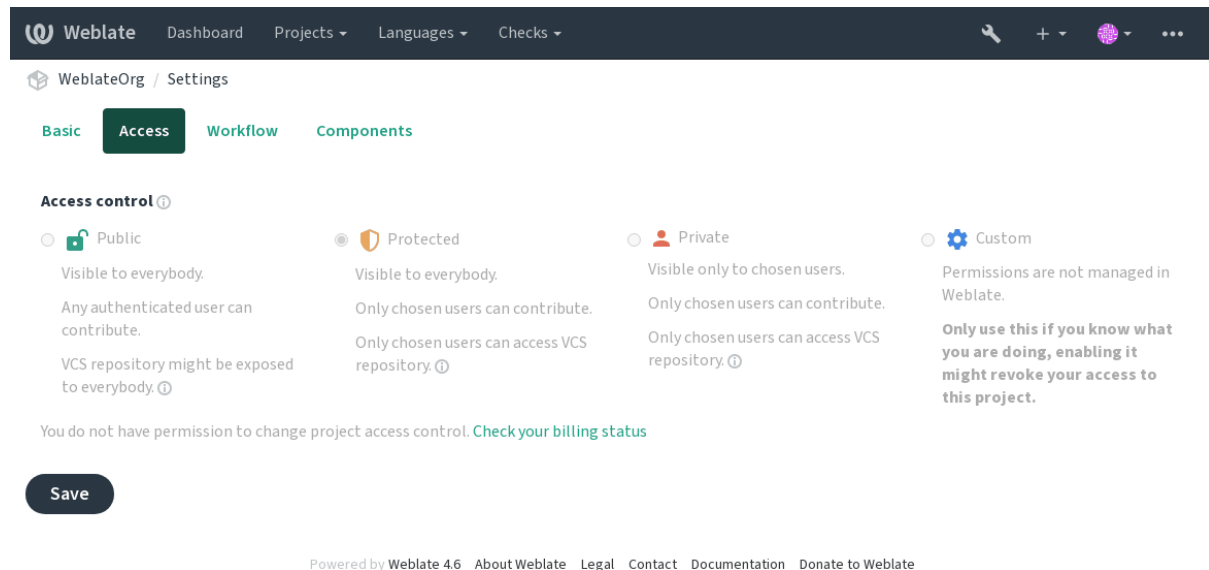 Weblate Dashboard Projects Languages Checks
WeblateOrg / Settings
Basic Access Workflow Components
Access control
Public
Visible to everybody.
Any authenticated user can
contribute.
VCS repository might be exposed
to everybody.
Protected
Visible to everybody.
Only chosen users can contribute.
Only chosen users can access VCS
repository.
Private
Visible only to chosen users.
Only chosen users can contribute.
Only chosen users can access VCS
repository.
Custom
Permissions are not managed in
Weblate.
Only use this if you know what
you are doing, enabling it
might revoke your access to
this project.
You do not have permission to change project access control. Check your billing status
Save
Powered by Weblate 4.6 About Weblate Legal Contact Documentation Donate to Weblate